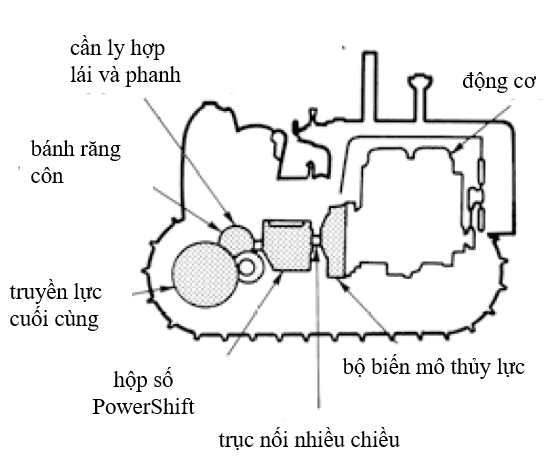 cần ly hợp
lái và phanh
động cơ
bánh răng
côn
truyền lực
cuối cùng
bộ biến mô thủy lực
hộp số
PowerShift
trục nối nhiều chiều